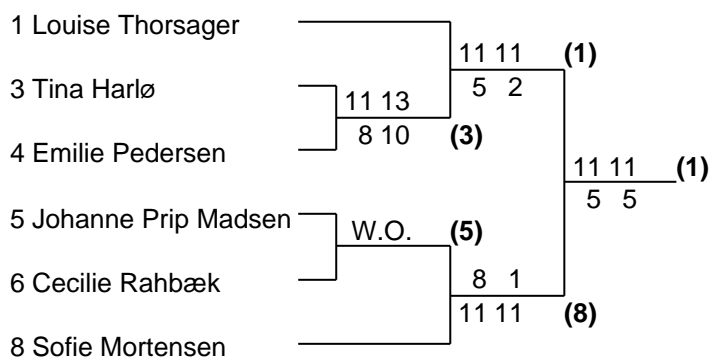 1 Louise Thorsager
11 11 (1)
3 Tina Harlø
5 2
11 13
8 10 (3)
4 Emilie Pedersen
11 11 (1)
5 5
5 Johanne Prip Madsen
W.O. (5)
6 Cecilie Rahbæk
8 1
11 11 (8)
8 Sofie Mortensen